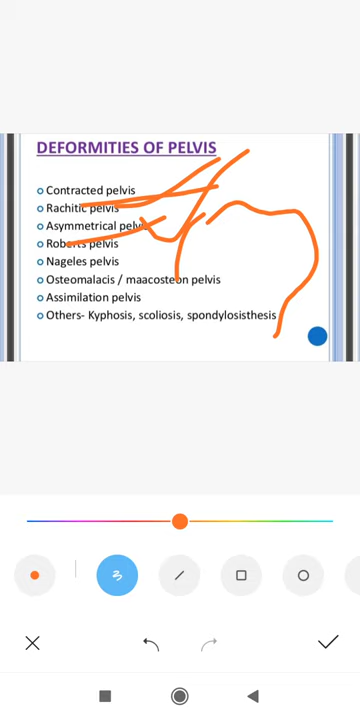 DEFORMITIES OF PELVIS
Contracted pelvis
Rachitic pelvis
Asymmetrical pelvis
Roberts pelvis
Nageles pelvis
Osteomalacis / maacosteon pelvis
Assimilation pelvis
Others- Kyphosis, scoliosis, spondylosisthesis